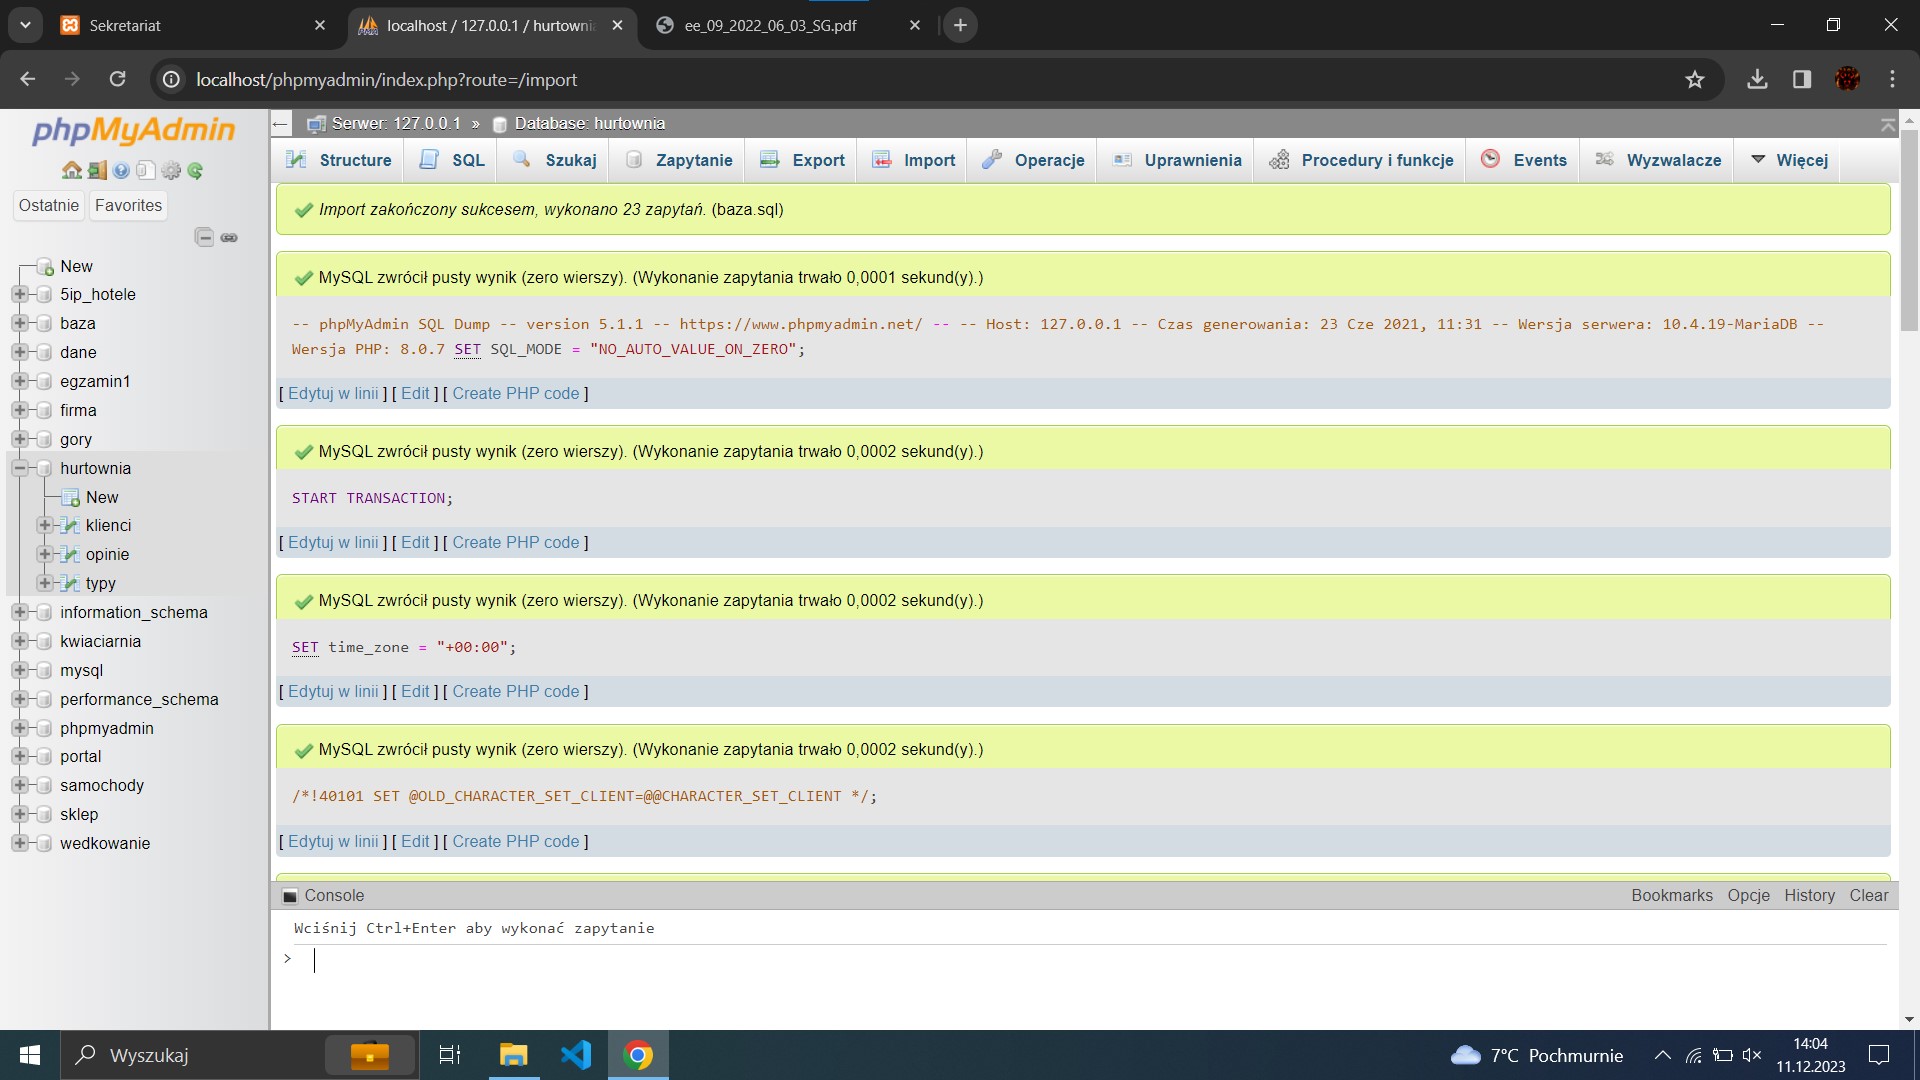 Sekretariat
localhost / 127.0.0.1 / hurtowni
ee_09_2022_06_03_SG.pdf
localhost/phpmyadmin/index.php?route=/import
phpMyAdmin
Ostatnie
Favorites
New
5ip_hotele
baza
dane
egzamin1
firma
gory
hurtownia
New
klienci
opinie
typy
information_schema
kwiaciarnia
mysql
performance_schema
phpmyadmin
portal
samochody
sklep
wedkowanie
Serwer: 127.0.0.1 » Database: hurtownia
Structure SQL Szukaj Zapytanie Export Import Operacje Uprawnienia Procedury i funkcje Events Wyzwalacze Więcej
Import zakończony sukcesem, wykonano 23 zapytań. (baza.sql)
MySQL zwrócił pusty wynik (zero wierszy). (Wykonanie zapytania trwało 0,0001 sekund(y).)
-- phpMyAdmin SQL Dump -- version 5.1.1 -- https://www.phpmyadmin.net/ -- -- Host: 127.0.0.1 -- Czas generowania: 23 Cze 2021, 11:31 -- Wersja serwera: 10.4.19-MariaDB --
Wersja PHP: 8.0.7 SET SQL_MODE = "NO_AUTO_VALUE_ON_ZERO";
[ Edytuj w linii ] [ Edit ] [ Create PHP code ]
MySQL zwrócił pusty wynik (zero wierszy). (Wykonanie zapytania trwało 0,0002 sekund(y).)
START TRANSACTION;
[ Edytuj w linii ] [ Edit ] [ Create PHP code ]
MySQL zwrócił pusty wynik (zero wierszy). (Wykonanie zapytania trwało 0,0002 sekund(y).)
SET time_zone = "+00:00";
[ Edytuj w linii ] [ Edit ] [ Create PHP code ]
MySQL zwrócił pusty wynik (zero wierszy). (Wykonanie zapytania trwało 0,0002 sekund(y).)
/*!40101 SET @OLD_CHARACTER_SET_CLIENT=@@CHARACTER_SET_CLIENT */;
[ Edytuj w linii ] [ Edit ] [ Create PHP code ]
Console
Bookmarks Opcje History Clear
Wciśnij Ctrl+Enter aby wykonać zapytanie
>
Wyszukaj
7°C Pochmurnie
14:04
11.12.2023